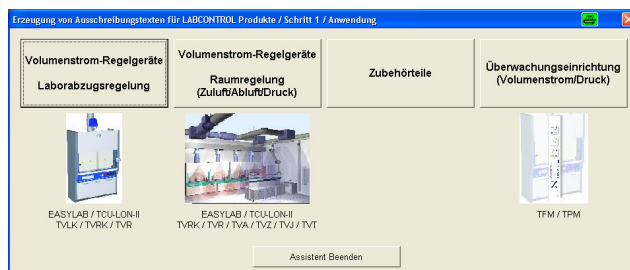 Erzeugung von Ausschreibungstexten für LABCONTROL Produkte / Schritt 1 / Anwendung
Volumenstrom-Regelgeräte
Laborabzugsregelung
Volumenstrom-Regelgeräte
Raumregelung
(Zuluft/Abluft/Druck)
Zubehörteile
Überwachungseinrichtung
(Volumenstrom/Druck)
EASYLAB / TCU-LON-II
TVLK / TVRK / TVR
EASYLAB / TCU-LON-II
TVRK / TVR / TVA / TVZ / TVJ / TVT
TFM / TPM
Assistent Beenden